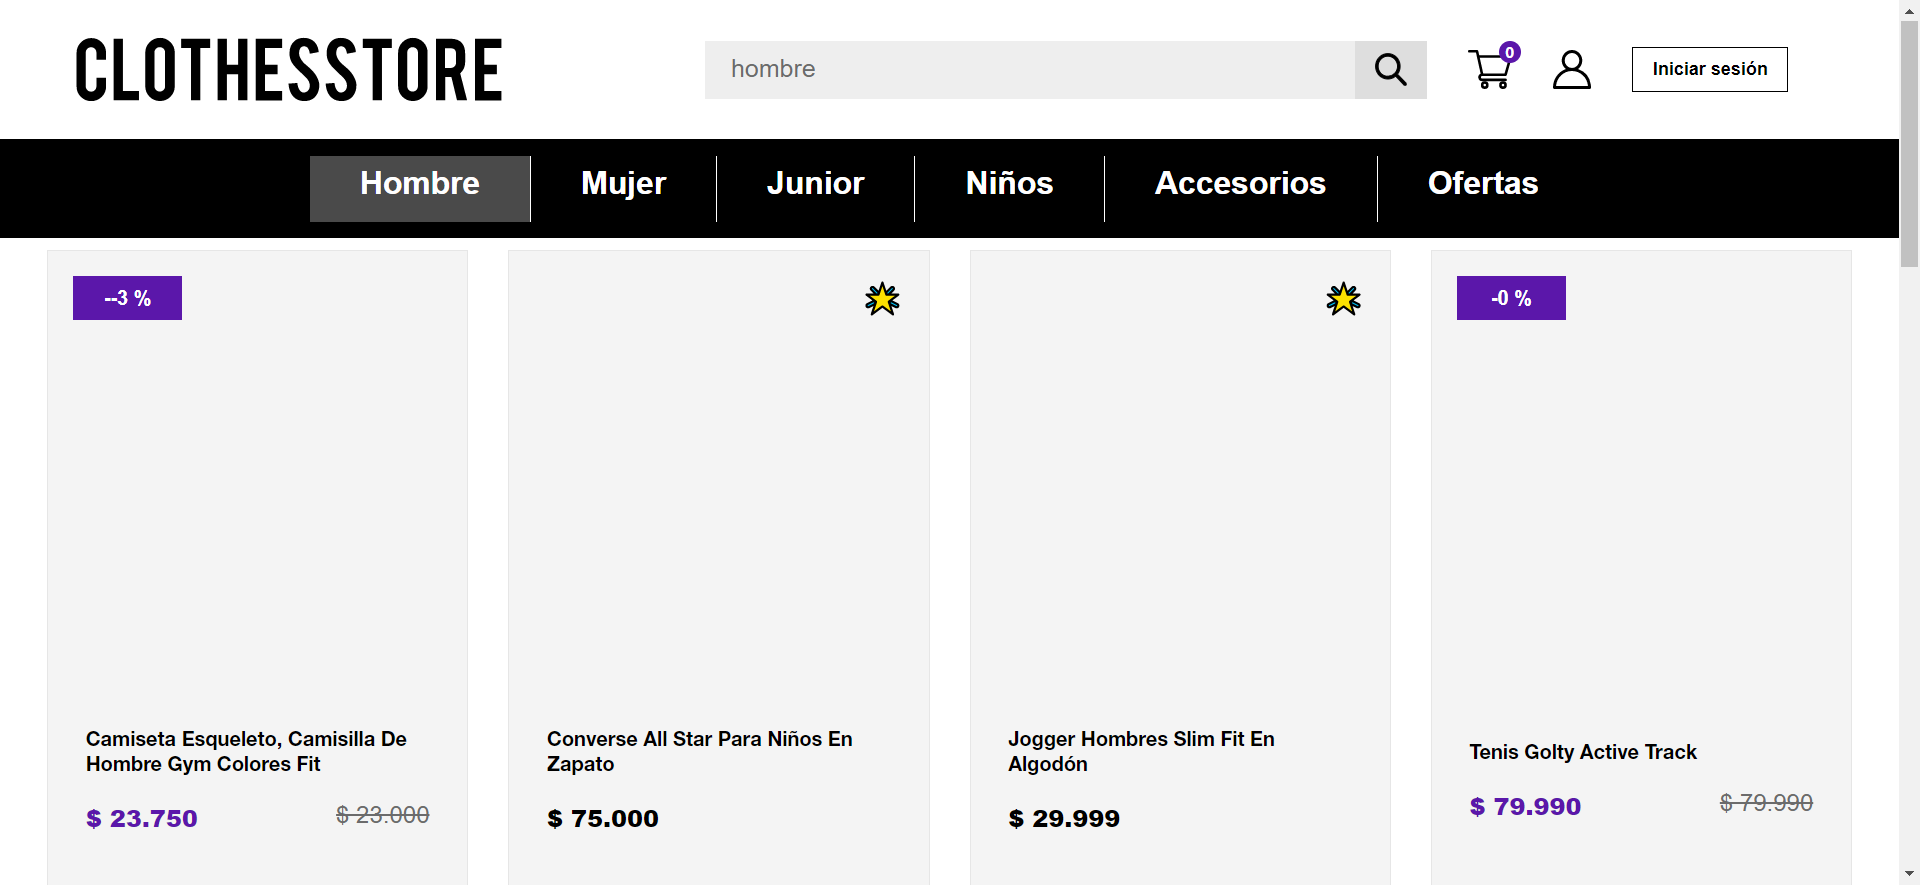 CLOTHESSTORE
hombre
0
Iniciar sesión
Hombre
Mujer
Junior
Niños
Accesorios
Ofertas
--3 %
Camiseta Esqueleto, Camisilla De
Hombre Gym Colores Fit
$ 23.750
$ 23.000
Converse All Star Para Niños En
Zapato
$ 75.000
Jogger Hombres Slim Fit En
Algodón
$ 29.999
-0 %
Tenis Golty Active Track
$ 79.990
$ 79.990